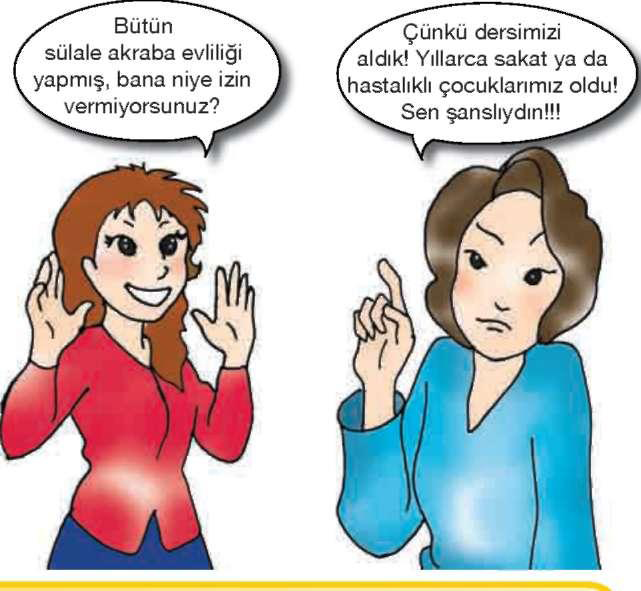 Bütün
sülale akraba evliliği
yapmış, bana niye izin
vermiyorsunuz?
Çünkü dersimizi
aldık! Yıllarca sakat ya da
hastalıklı çocuklarımız oldu!
Sen şanslıydın!!!